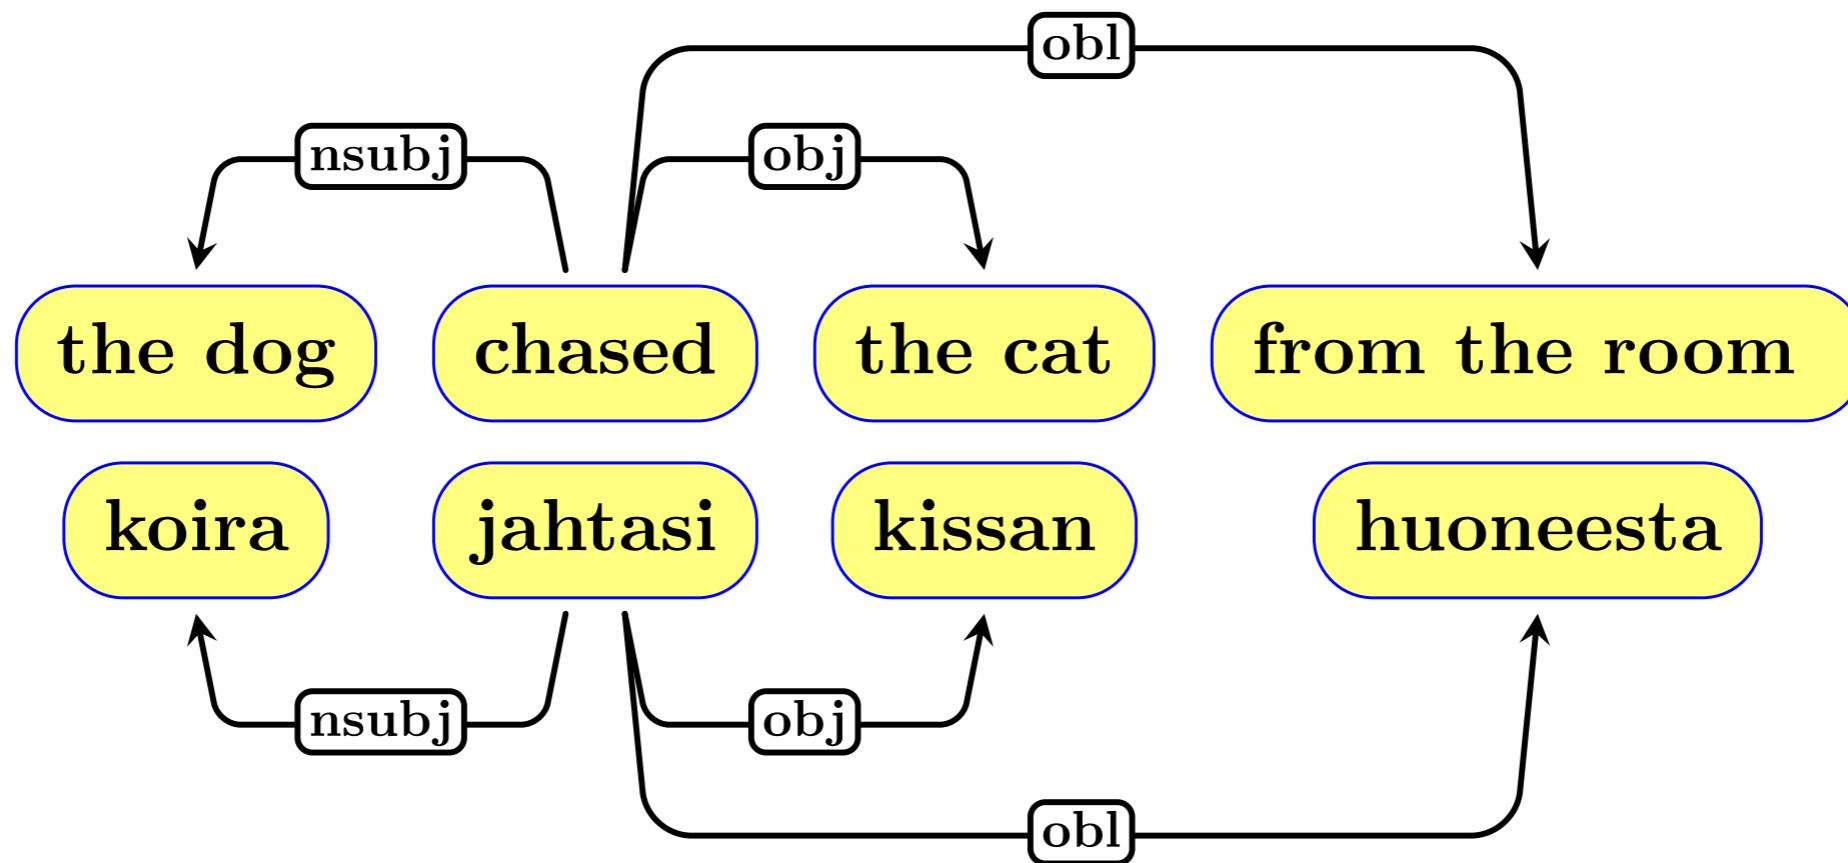 obl
nsubj obj
the dog chased the cat from the room
koira jahtasi kissan huoneesta
nsubj obj
obl